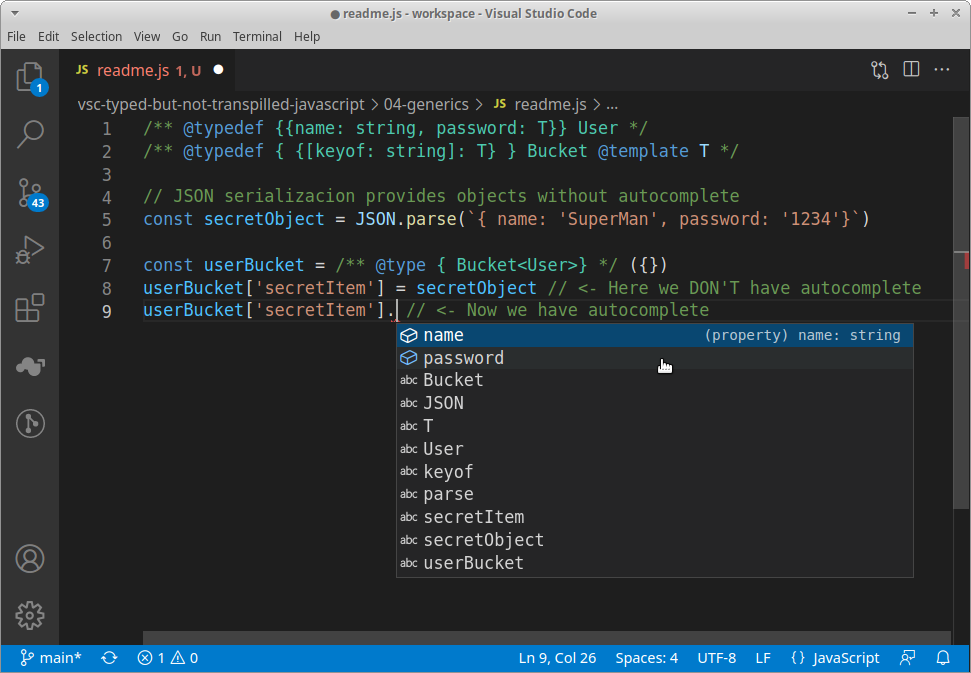 readme.js - workspace - Visual Studio Code
File Edit Selection View Go Run Terminal Help
JS readme.js 1, U
1
vsc-typed-but-not-transpilled-javascript > 04-generics > JS readme.js > ...
1 /** @typedef {{name: string, password: T}} User */
2 /** @typedef { {[keyof: string]: T} } Bucket @template T */
3
4 // JSON serializacion provides objects without autocomplete
5 const secretObject = JSON.parse(`{ name: 'SuperMan', password: '1234'}`)
6
43
7 const userBucket = /** @type { Bucket<User>} */ ({})
8 userBucket['secretItem'] = secretObject // <- Here we DON'T have autocomplete
9 userBucket['secretItem']. // <- Now we have autocomplete
name (property) name: string
password
abc Bucket
abc JSON
abc T
abc User
abc keyof
abc parse
abc secretItem
abc secretObject
abc userBucket
main* 1 0 Ln 9, Col 26 Spaces: 4 UTF-8 LF {} JavaScript